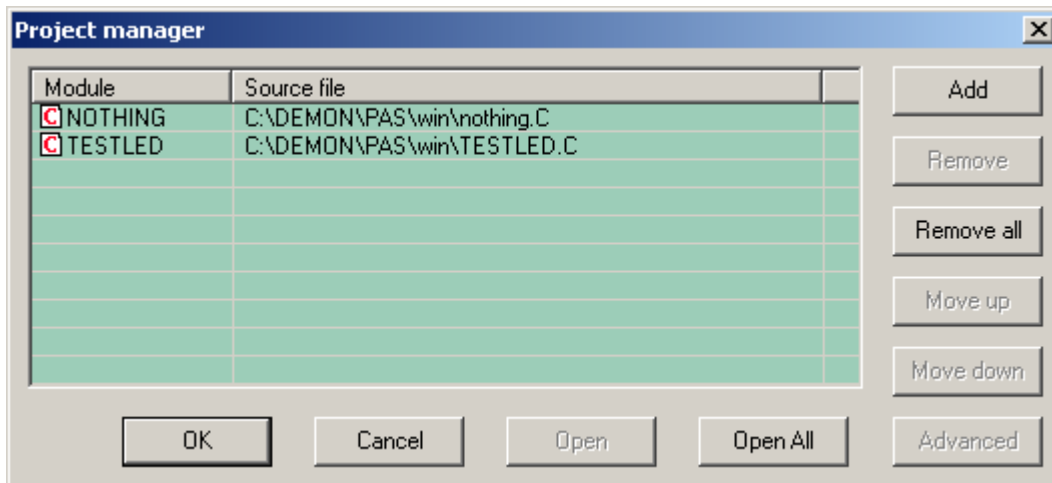 Project manager
Module Source file
C NOTHING C:\DEMON\PAS\win\nothing.C
C TESTLED C:\DEMON\PAS\win\TESTLED.C
Add
Remove
Remove all
Move up
Move down
OK Cancel Open Open All Advanced